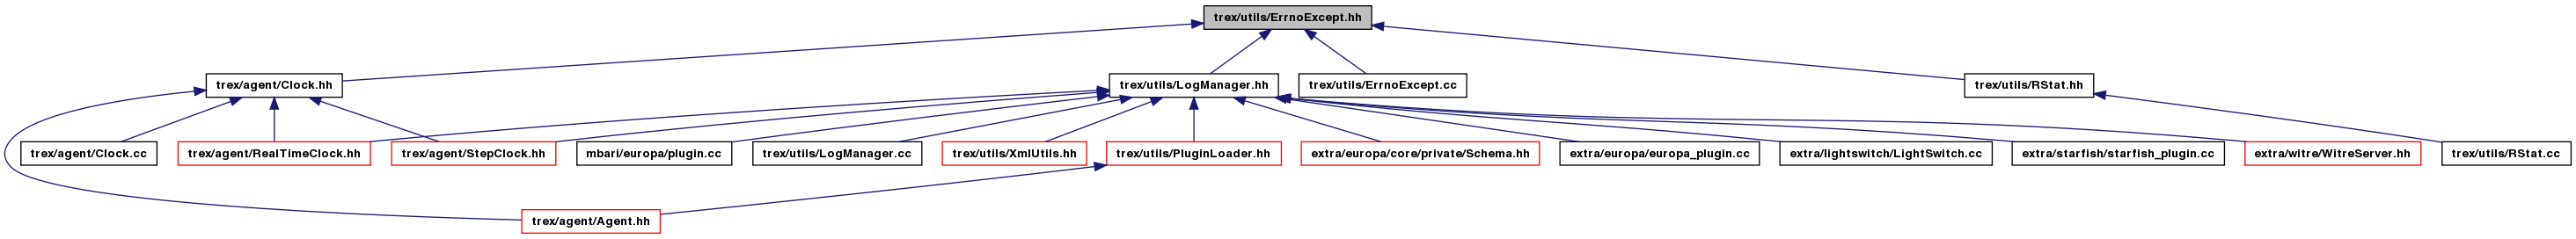 trex/utils/ErrnoExcept.hh
trex/agent/Clock.hh
trex/utils/LogManager.hh
trex/utils/ErrnoExcept.cc
trex/utils/RStat.hh
trex/agent/Clock.cc
trex/agent/RealTimeClock.hh
trex/agent/StepClock.hh
mbari/europa/plugin.cc
trex/utils/LogManager.cc
trex/utils/XmlUtils.hh
trex/utils/PluginLoader.hh
extra/europa/core/private/Schema.hh
extra/europa/europa_plugin.cc
extra/lightswitch/LightSwitch.cc
extra/starfish/starfish_plugin.cc
extra/witre/WitreServer.hh
trex/utils/RStat.cc
trex/agent/Agent.hh